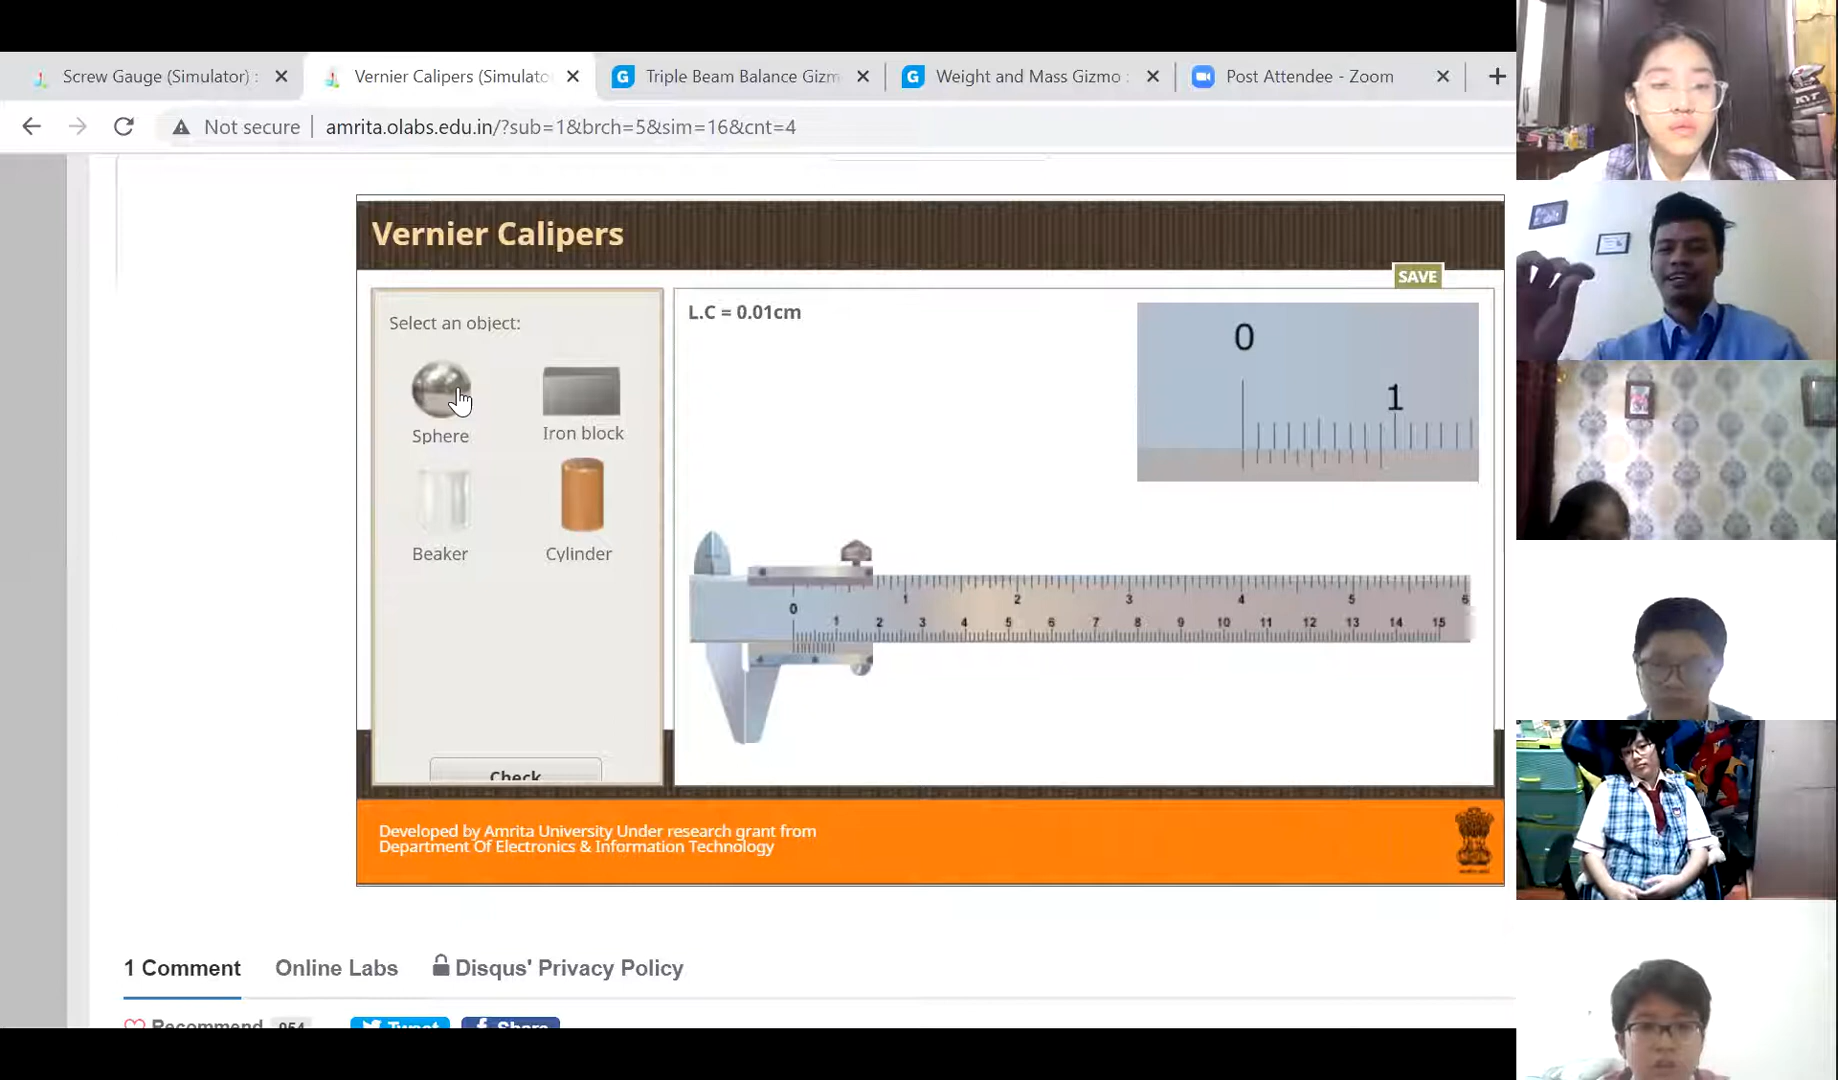 Screw Gauge (Simulator) :
Vernier Calipers (Simulato
Triple Beam Balance Gizm
Weight and Mass Gizmo :
Post Attendee - Zoom
Not secure
amrita.olabs.edu.in/?sub=1&brch=5&sim=16&cnt=4
Vernier Calipers
SAVE
Select an object:
Sphere
Iron block
Beaker
Cylinder
Check
L.C = 0.01cm
0
1
0 1 2 3 4 5 6
1 2 3 4 5 6 7 8 9 10 11 12 13 14 15
Developed by Amrita University Under research grant from
Department Of Electronics & Information Technology
1 Comment
Online Labs
Disqus' Privacy Policy
Recommend 954
Tweet
Share